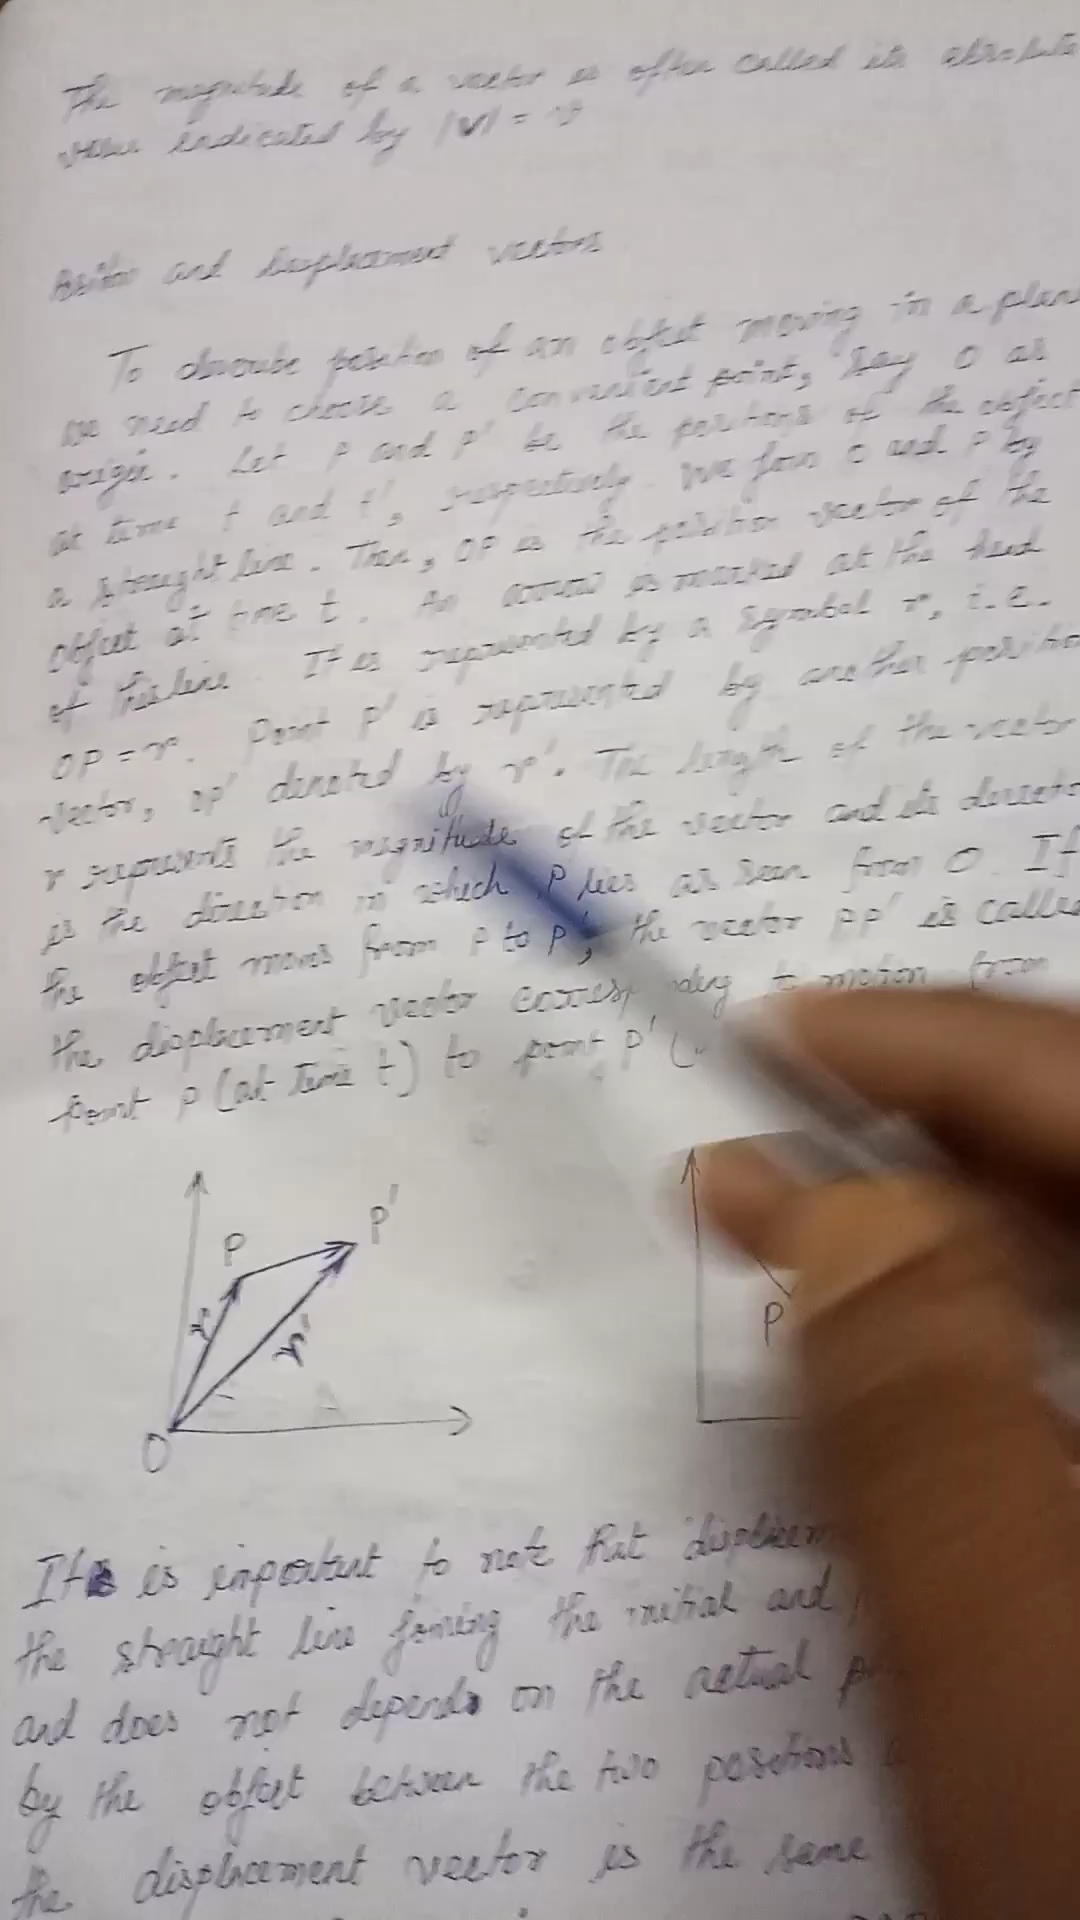 The magnitude of a vector is often called its absolute
value indicated by |v| = v
Position and Displacement vectors
To describe position of an object moving in a plane
we need to choose a convenient point, say O as
origin. Let P and P' be the positions of the object
at time t and t', respectively. We join O and P by
a straight line. Then, OP is the position vector of the
object at time t. An arrow is marked at the head
of this line. It is represented by a symbol r, i.e.
OP = r. Point P' is represented by another position
vector, OP' denoted by r'. The length of the vector
r represents the magnitude of the vector and its direction
is the direction in which P lies as seen from O. If
the object moves from P to P', the vector PP' is called
the displacement vector corresponding to motion from
point P (at time t) to point P' (
P P'
r r'
O
P
It is important to note that displacem
the straight line joining the initial and
and does not depend on the actual
by the object between the two positions
the displacement vector is the same